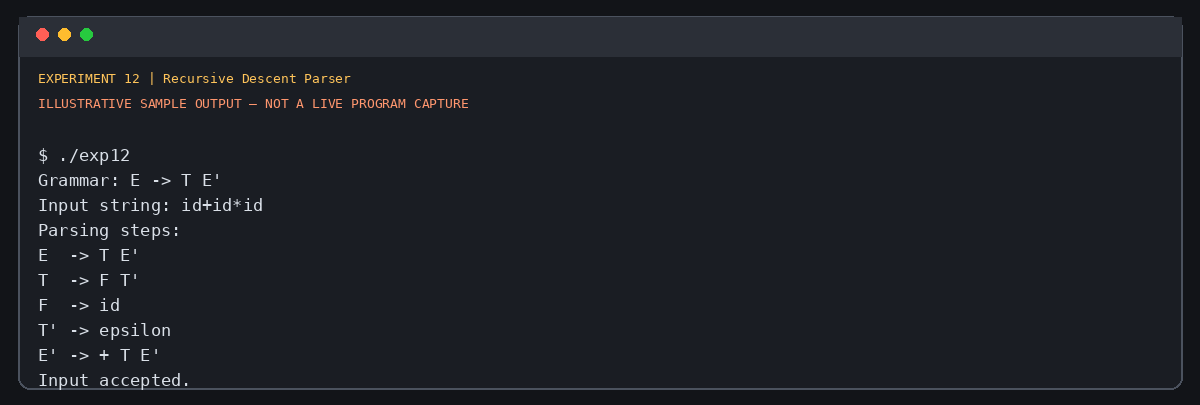 EXPERIMENT 12 | Recursive Descent Parser
ILLUSTRATIVE SAMPLE OUTPUT — NOT A LIVE PROGRAM CAPTURE
$ ./exp12
Grammar: E -> T E'
Input string: id+id*id
Parsing steps:
E  -> T E'
T  -> F T'
F  -> id
T' -> epsilon
E' -> + T E'
Input accepted.